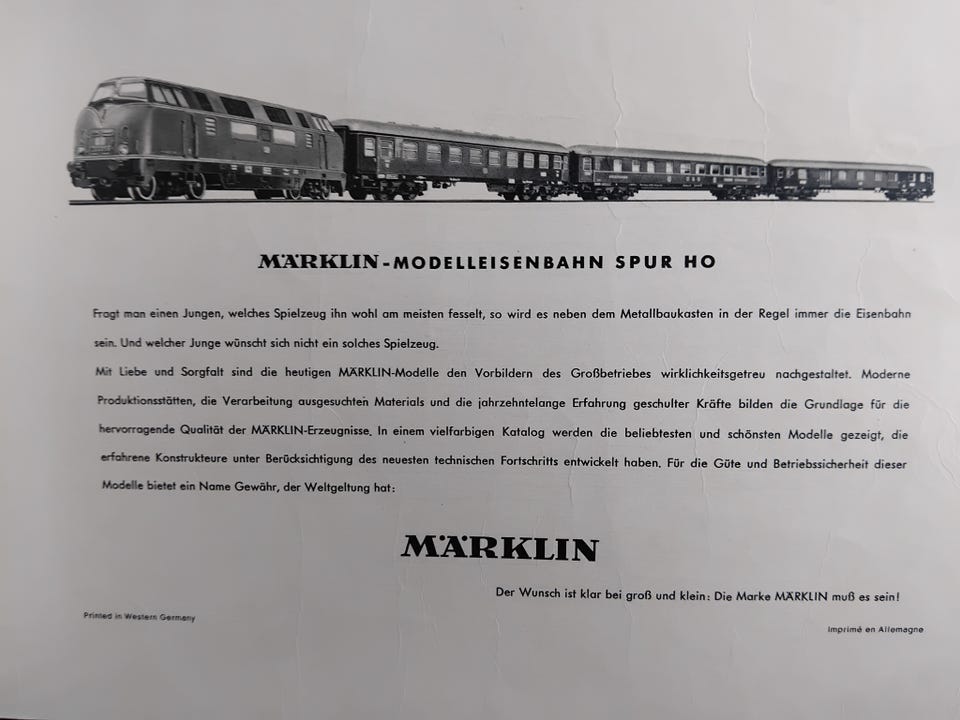 MÄRKLIN-MODELLEISENBAHN SPUR HO
Fragt man einen Jungen, welches Spielzeug ihn wohl am meisten fesselt, so wird es neben dem Metallbaukasten in der Regel immer die Eisenbahn
sein. Und welcher Junge wünscht sich nicht ein solches Spielzeug.
Mit Liebe und Sorgfalt sind die heutigen MÄRKLIN-Modelle den Vorbildern des Großbetriebes wirklichkeitsgetreu nachgestaltet. Moderne
Produktionsstätten, die Verarbeitung ausgesuchten Materials und die jahrzehntelange Erfahrung geschulter Kräfte bilden die Grundlage für die
hervorragende Qualität der MÄRKLIN-Erzeugnisse. In einem vielfarbigen Katalog werden die beliebtesten und schönsten Modelle gezeigt, die
erfahrene Konstrukteure unter Berücksichtigung des neuesten technischen Fortschritts entwickelt haben. Für die Güte und Betriebssicherheit dieser
Modelle bietet ein Name Gewähr, der Weltgeltung hat:
MÄRKLIN
Der Wunsch ist klar bei groß und klein: Die Marke MÄRKLIN muß es sein!
Printed in Western Germany
Imprimé en Allemagne